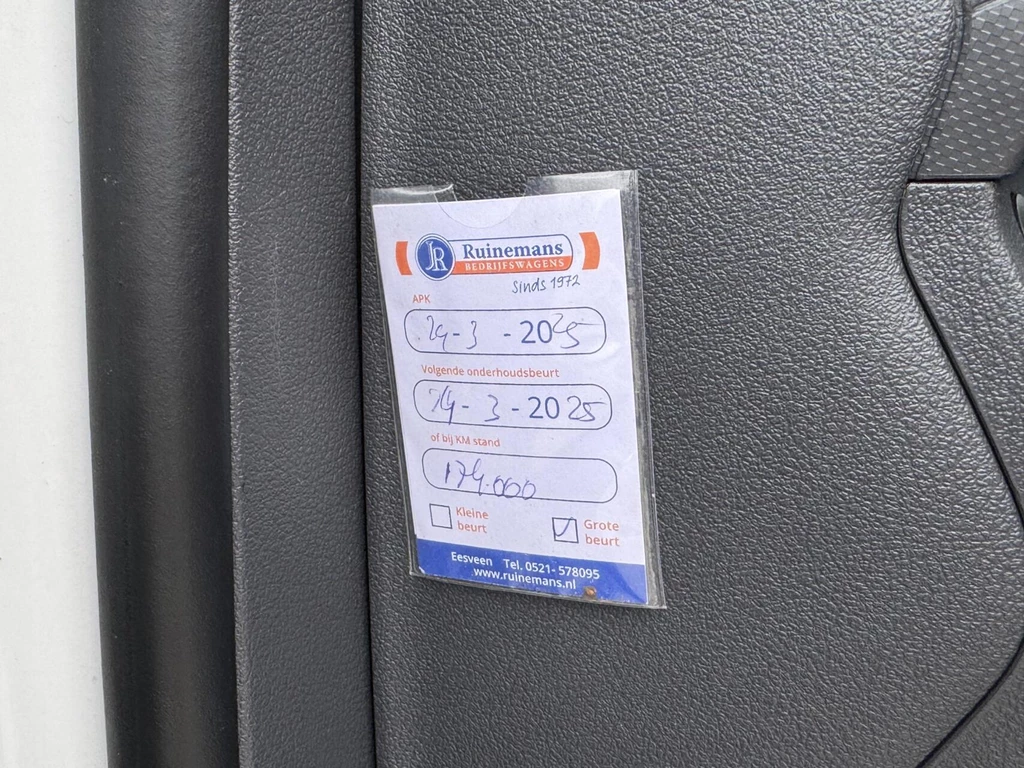 JR Ruinemans
BEDRIJFSWAGENS
sinds 1972
APK
24-3-2025
Volgende onderhoudsbeurt
24-3-2025
of bij KM stand
174.000
Kleine
beurt
Grote
beurt
Eesveen Tel. 0521-578095
www.ruinemans.nl